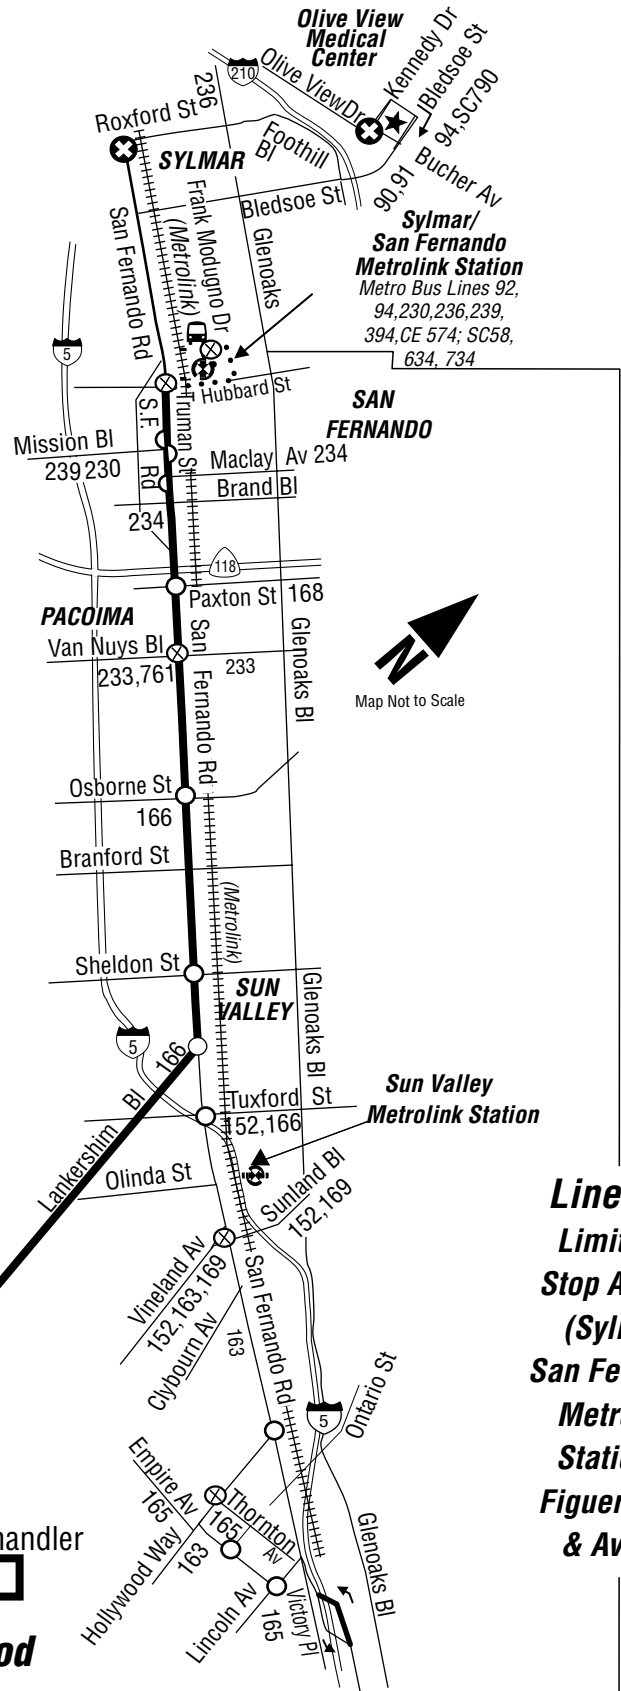 Olive View
Medical
Center
Kennedy Dr
Bledsoe St
94,SC790
Olive View Dr
210
236
Roxford St
Foothill
Bl
SYLMAR
Bucher Av
90,91
Bledsoe St
Sylmar/
San Fernando
Metrolink Station
Metro Bus Lines 92,
94,230,236,239,
394,CE 574; SC58,
634, 734
San Fernando Rd
Frank Modugno Dr
(Metrolink)
Glenoaks
5
Hubbard St
Truman St
S.F.
Rd
SAN
FERNANDO
Mission Bl
239 230
Maclay Av 234
Brand Bl
234
118
Paxton St 168
PACOIMA
Van Nuys Bl
233,761
233
San
Fernando Rd
Glenoaks Bl
N
Map Not to Scale
Osborne St
166
Branford St
(Metrolink)
Sheldon St
SUN
VALLEY
Glenoaks Bl
5
166
Lankershim Bl
Tuxford St
152,166
Sun Valley
Metrolink Station
Olinda St
Sunland Bl
152,169
Vineland Av
152,163,169
Clybourn Av
163
San Fernando Rd
5
Ontario St
Empire Av
165
Thornton
Av
165
163
Hollywood Way
Lincoln Av
165
Victory Pl
Glenoaks Bl
handler
od
Line
Limit
Stop A
(Syl
San Fe
Metr
Stati
Figuer
& Av